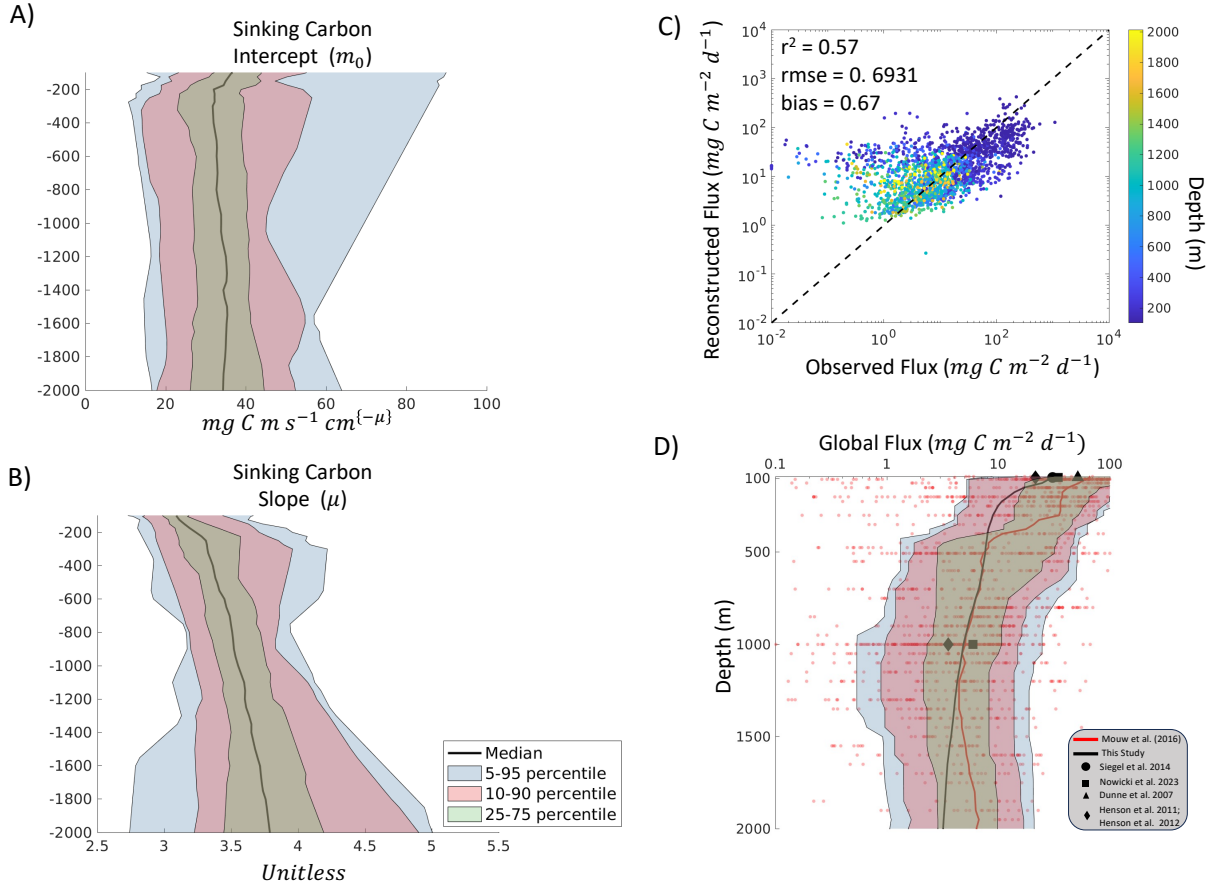 A)
Sinking Carbon
Intercept (m₀)
-200
-400
-600
-800
-1000
-1200
-1400
-1600
-1800
-2000
0 20 40 60 80 100
mg C m s⁻¹ cm^{-μ}
B)
Sinking Carbon
Slope (μ)
-200
-400
-600
-800
-1000
-1200
-1400
-1600
-1800
-2000
2.5 3 3.5 4 4.5 5 5.5
Unitless
Median
5-95 percentile
10-90 percentile
25-75 percentile
C)
r² = 0.57
rmse = 0. 6931
bias = 0.67
Reconstructed Flux (mg C m⁻² d⁻¹)
10⁴
10³
10²
10¹
10⁰
10⁻¹
10⁻²
10⁻² 10⁰ 10² 10⁴
Observed Flux (mg C m⁻² d⁻¹)
2000
1800
1600
1400
1200
1000
800
600
400
200
Depth (m)
D)
Global Flux (mg C m⁻² d⁻¹)
0.1 1 10 100
100
500
1000
1500
2000
Depth (m)
Mouw et al. (2016)
This Study
Siegel et al. 2014
Nowicki et al. 2023
Dunne et al. 2007
Henson et al. 2011;
Henson et al. 2012